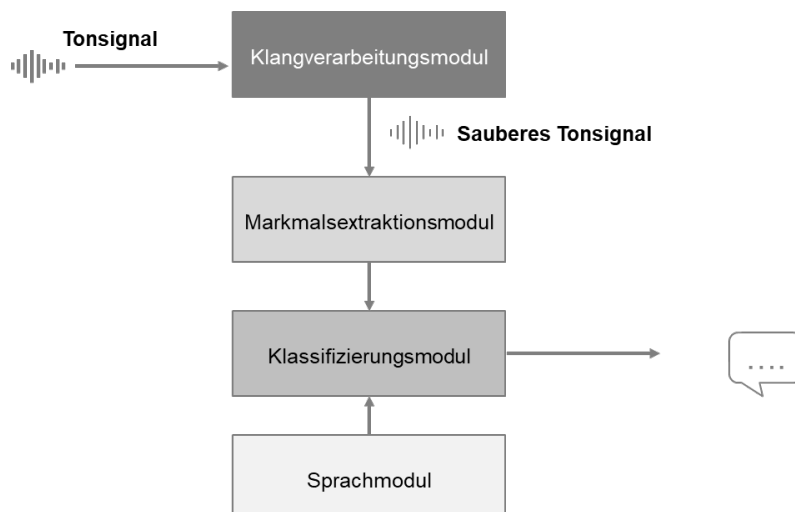 Tonsignal
Klangverarbeitungsmodul
Sauberes Tonsignal
Markmalsextraktionsmodul
Klassifizierungsmodul
....
Sprachmodul